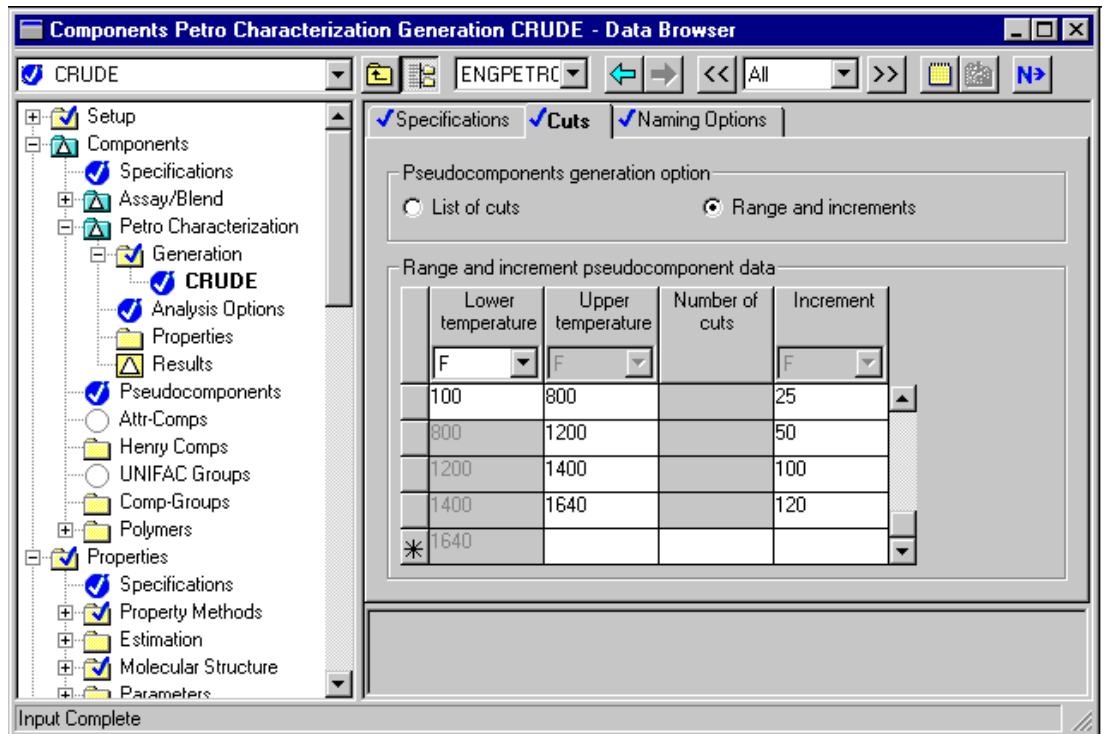 Components Petro Characterization Generation CRUDE - Data Browser
CRUDE
ENGPETRC
<<
All
>>
N
Setup
Components
Specifications
Assay/Blend
Petro Characterization
Generation
CRUDE
Analysis Options
Properties
Results
Pseudocomponents
Attr-Comps
Henry Comps
UNIFAC Groups
Comp-Groups
Polymers
Properties
Specifications
Property Methods
Estimation
Molecular Structure
Parameters
Specifications Cuts Naming Options
Pseudocomponents generation option
List of cuts Range and increments
Range and increment pseudocomponent data
Lower temperature Upper temperature Number of cuts Increment
F F F
100 800 25
800 1200 50
1200 1400 100
1400 1640 120
1640
Input Complete